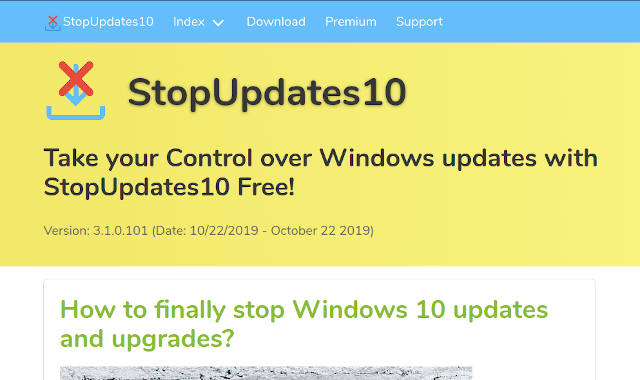 StopUpdates10 Index Download Premium Support
StopUpdates10
Take your Control over Windows updates with
StopUpdates10 Free!
Version: 3.1.0.101 (Date: 10/22/2019 - October 22 2019)
How to finally stop Windows 10 updates
and upgrades?